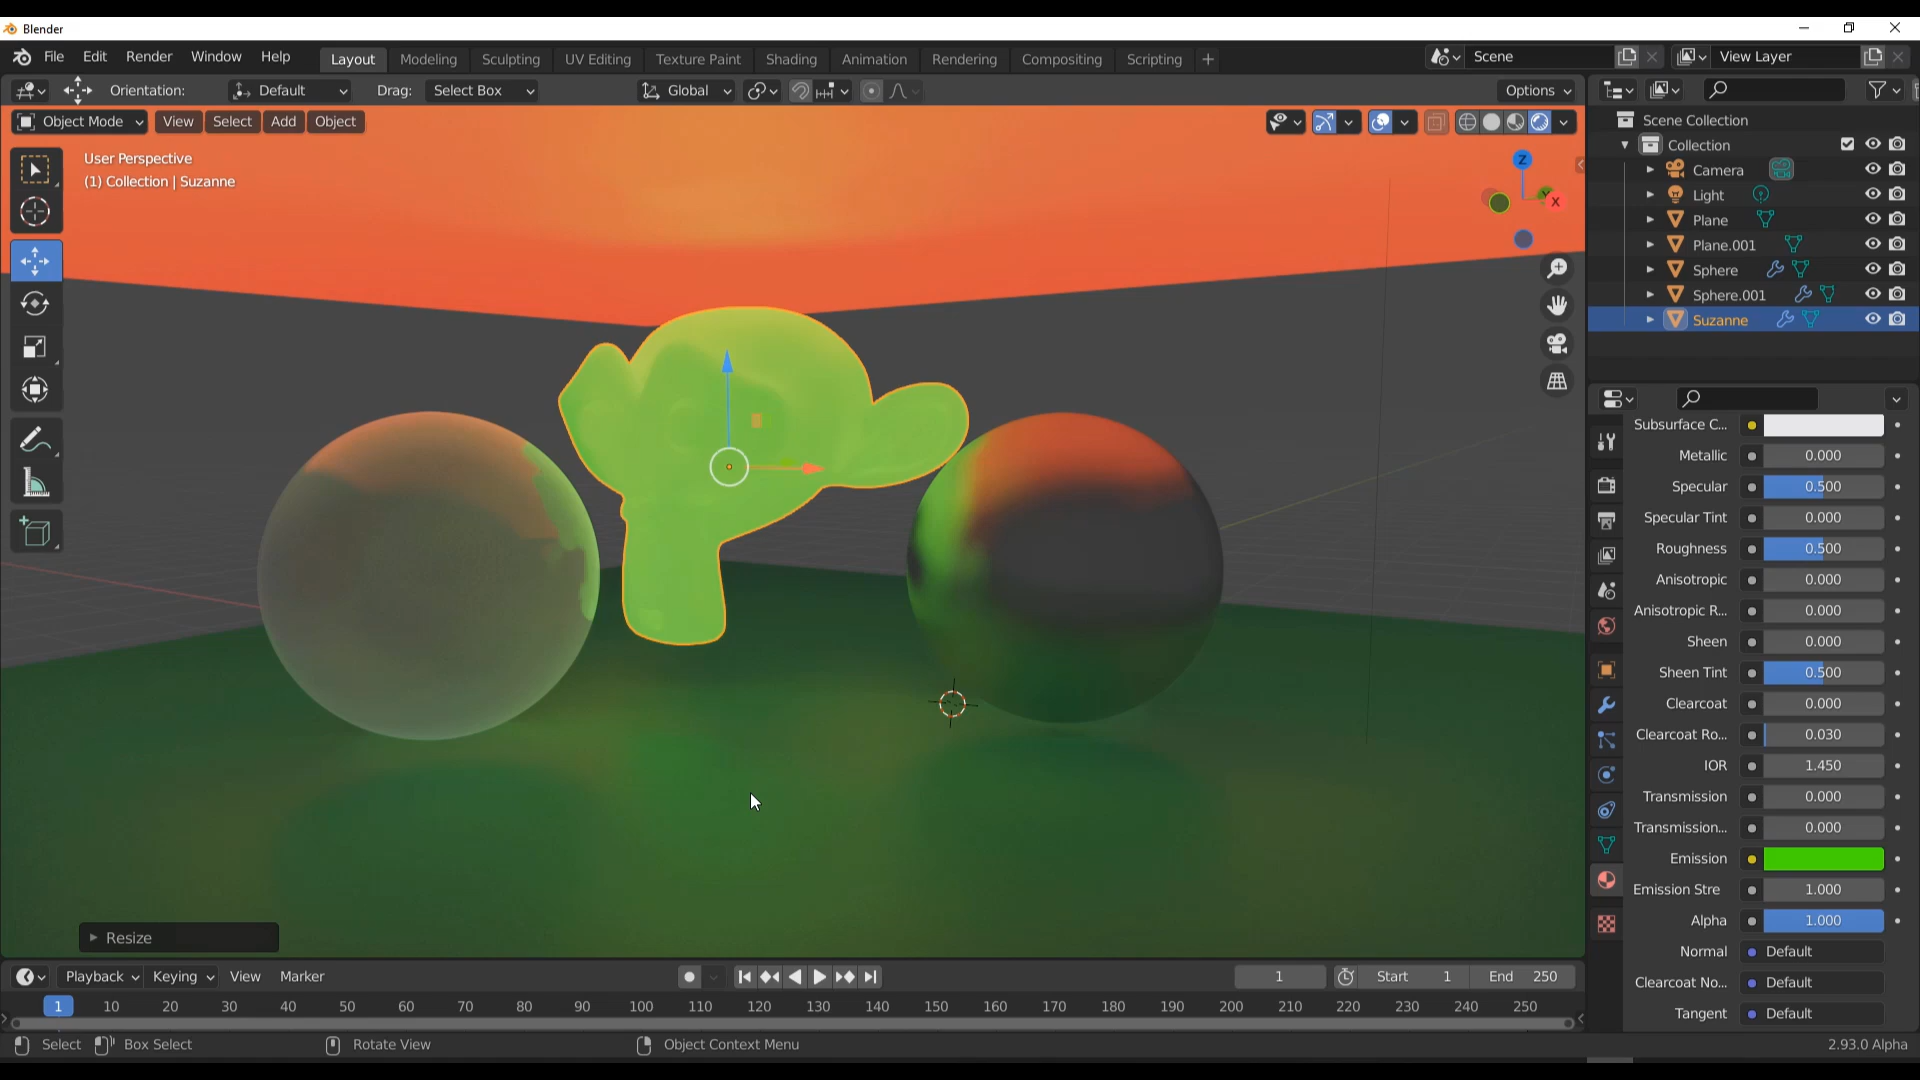 Blender
File Edit Render Window Help Layout Modeling Sculpting UV Editing Texture Paint Shading Animation Rendering Compositing Scripting + Scene View Layer
Orientation: Default Drag: Select Box Global Options
Object Mode View Select Add Object
User Perspective
(1) Collection | Suzanne
Z
Y
X
Scene Collection
Collection
Camera
Light
Plane
Plane.001
Sphere
Sphere.001
Suzanne
Subsurface C...
Metallic 0.000
Specular 0.500
Specular Tint 0.000
Roughness 0.500
Anisotropic 0.000
Anisotropic R... 0.000
Sheen 0.000
Sheen Tint 0.500
Clearcoat 0.000
Clearcoat Ro... 0.030
IOR 1.450
Transmission 0.000
Transmission... 0.000
Emission
Emission Stre 1.000
Alpha 1.000
Normal Default
Clearcoat No... Default
Tangent Default
Resize
Playback Keying View Marker 1 Start 1 End 250
1 10 20 30 40 50 60 70 80 90 100 110 120 130 140 150 160 170 180 190 200 210 220 230 240 250
Select Box Select Rotate View Object Context Menu 2.93.0 Alpha